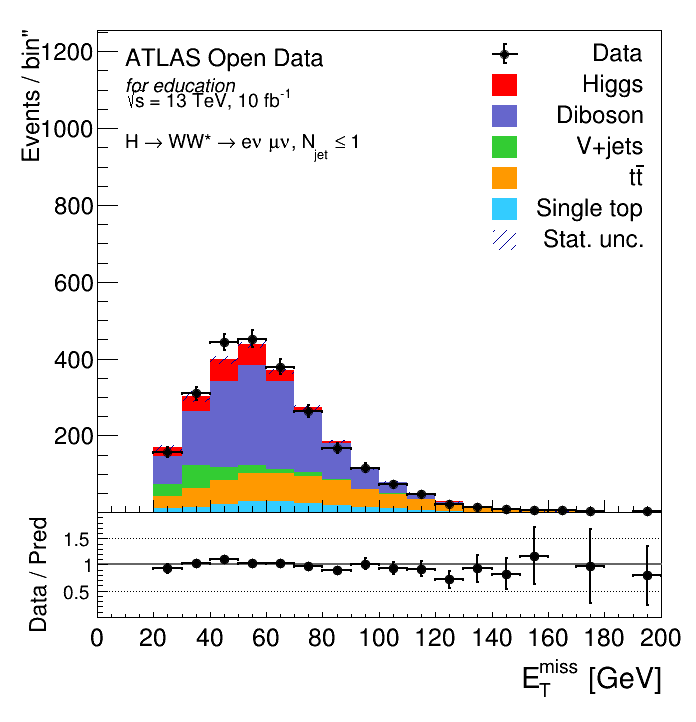 Events / bin"
1200
1000
800
600
400
200
ATLAS Open Data
for education
√s = 13 TeV, 10 fb⁻¹
H → WW* → eν μν, N_jet ≤ 1
Data
Higgs
Diboson
V+jets
tt̄
Single top
Stat. unc.
Data / Pred
1.5
1
0.5
0 20 40 60 80 100 120 140 160 180 200
E_T^miss [GeV]